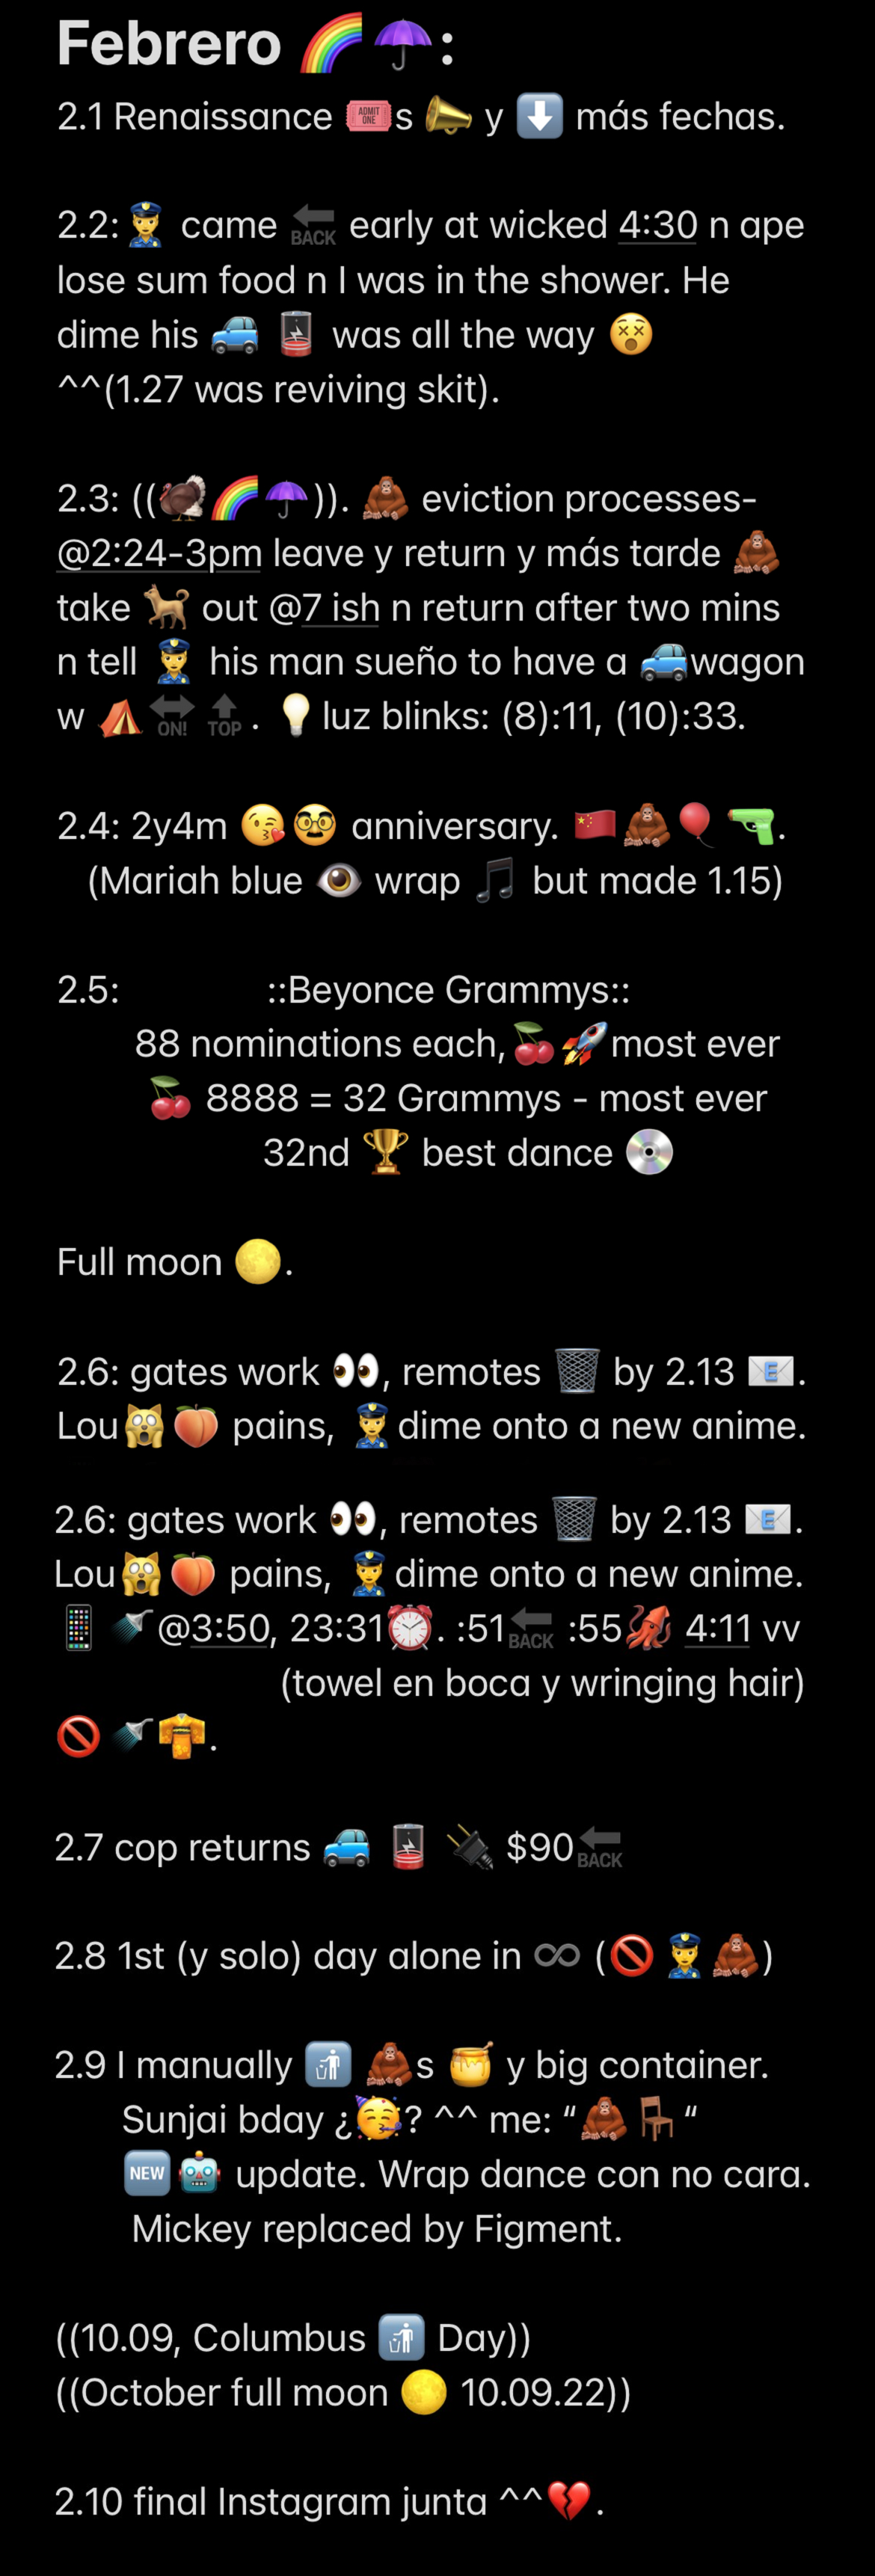 Febrero 🌈☂️:
2.1 Renaissance 🎟️s 📣 y ⬇️ más fechas.
2.2:👮 came 🔙 early at wicked 4:30 n ape
lose sum food n I was in the shower. He
dime his 🚙 🪫 was all the way 😵
^^(1.27 was reviving skit).
2.3: ((🦃🌈☂️)). 🦧 eviction processes-
@2:24-3pm leave y return y más tarde 🦧
take 🐕 out @7 ish n return after two mins
n tell 👮 his man sueño to have a 🚙wagon
w ⛺🔛🔝. 💡luz blinks: (8):11, (10):33.
2.4: 2y4m 😘🥸 anniversary. 🇨🇳🦧🎈🔫.
(Mariah blue 👁️ wrap 🎵 but made 1.15)
2.5: ::Beyonce Grammys::
88 nominations each,🍒🚀most ever
🍒 8888 = 32 Grammys - most ever
32nd 🏆 best dance 💿
Full moon 🌕.
2.6: gates work 👀, remotes 🗑️ by 2.13 📧.
Lou🙀🍑 pains, 👮dime onto a new anime.
2.6: gates work 👀, remotes 🗑️ by 2.13 📧.
Lou🙀🍑 pains, 👮dime onto a new anime.
📱 🚿@3:50, 23:31⏰. :51🔙 :55🦑 4:11 vv
(towel en boca y wringing hair)
🚫 🚿👘.
2.7 cop returns 🚙 🪫 🔌 $90🔙
2.8 1st (y solo) day alone in ♾️ (🚫👮🦧)
2.9 I manually 🚮 🦧s 🍯 y big container.
Sunjai bday ¿🥳? ^^ me: “🦧🪑“
🆕🤖 update. Wrap dance con no cara.
Mickey replaced by Figment.
((10.09, Columbus 🚮 Day))
((October full moon 🌕 10.09.22))
2.10 final Instagram junta ^^💔.